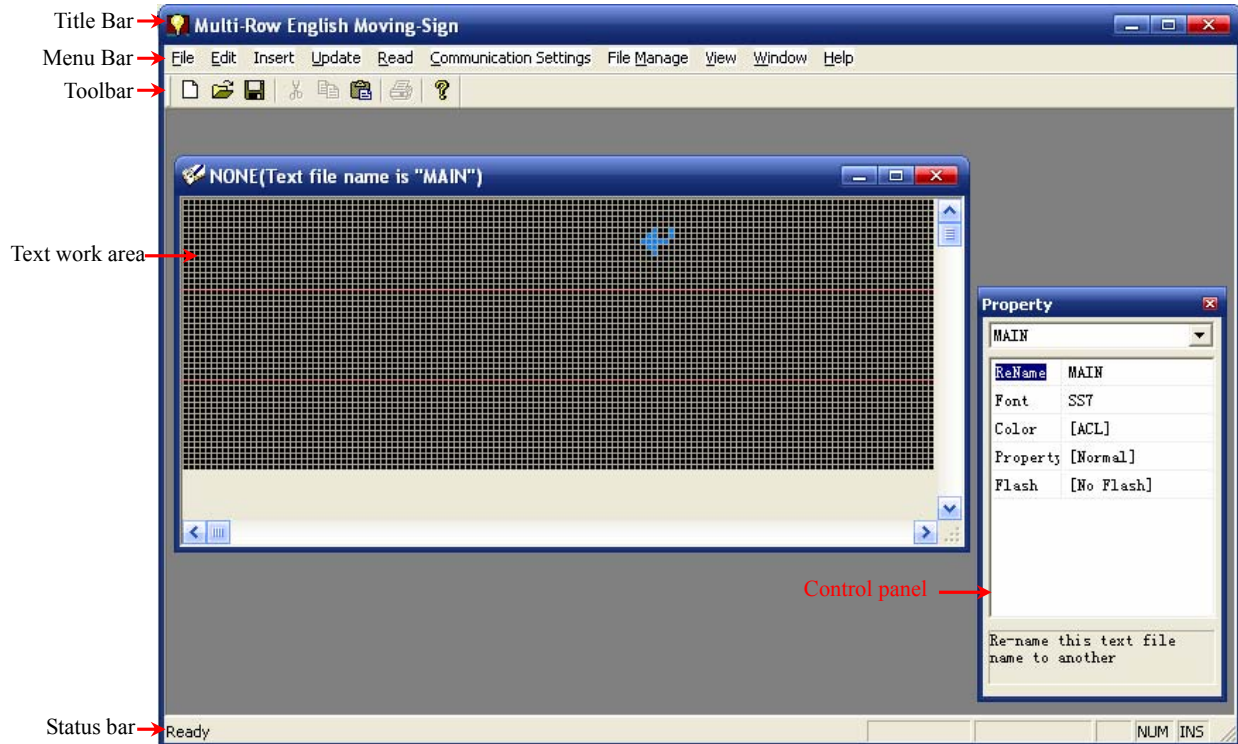 Title Bar
Multi-Row English Moving-Sign
Menu Bar
File Edit Insert Update Read Communication Settings File Manage View Window Help
Toolbar
NONE(Text file name is "MAIN")
Text work area
Property
MAIN
ReName MAIN
Font SS7
Color [ACL]
Property [Normal]
Flash [No Flash]
Control panel
Re-name this text file
name to another
Status bar
Ready
NUM INS